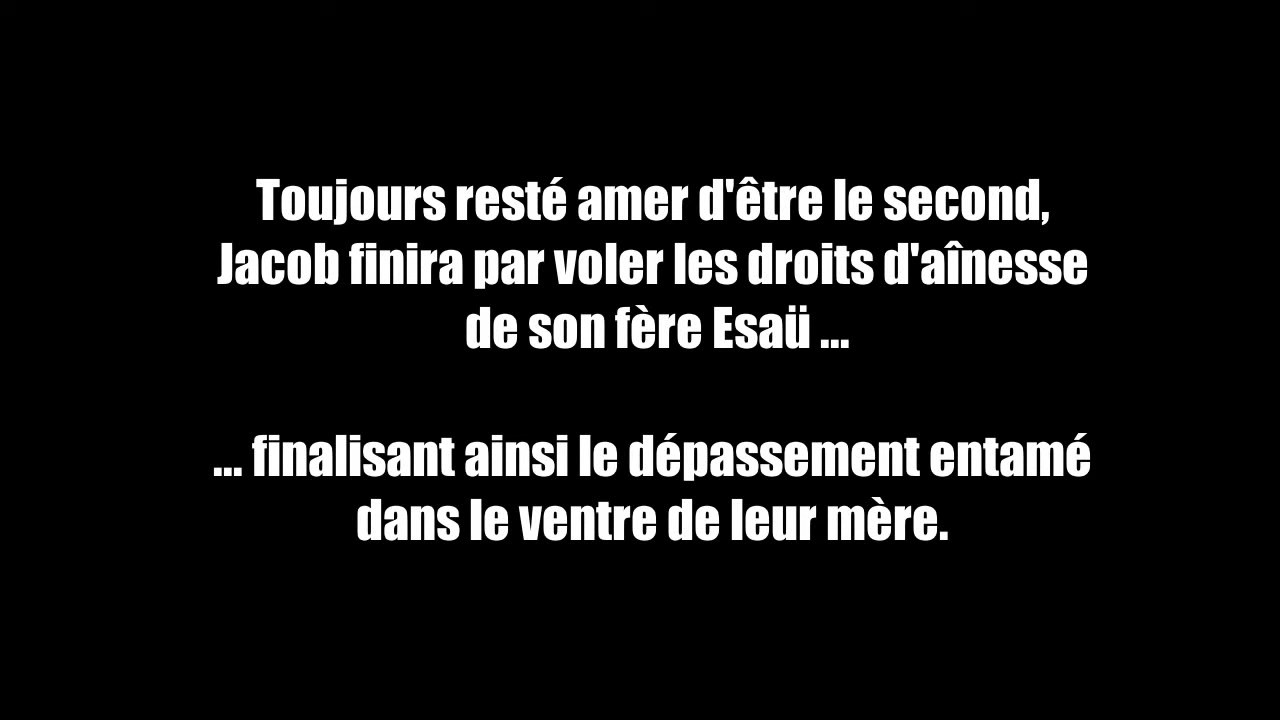 Toujours resté amer d'être le second,
Jacob finira par voler les droits d'aînesse
de son fère Esaü ...
... finalisant ainsi le dépassement entamé
dans le ventre de leur mère.